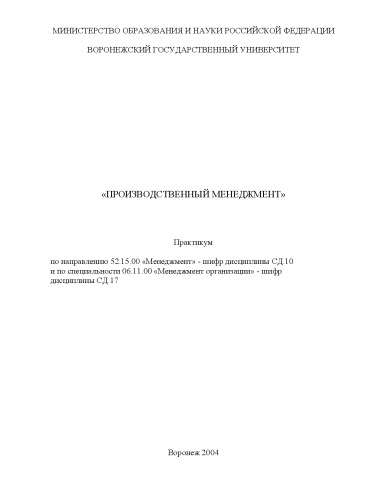 МИНИСТЕРСТВО ОБРАЗОВАНИЯ И НАУКИ РОССИЙСКОЙ ФЕДЕРАЦИИ
ВОРОНЕЖСКИЙ ГОСУДАРСТВЕННЫЙ УНИВЕРСИТЕТ
«ПРОИЗВОДСТВЕННЫЙ МЕНЕДЖМЕНТ»
Практикум
по направлению 52.15.00 «Менеджмент» - шифр дисциплины СД.10
и по специальности 06.11.00 «Менеджмент организации» - шифр
дисциплины СД.17
Воронеж 2004